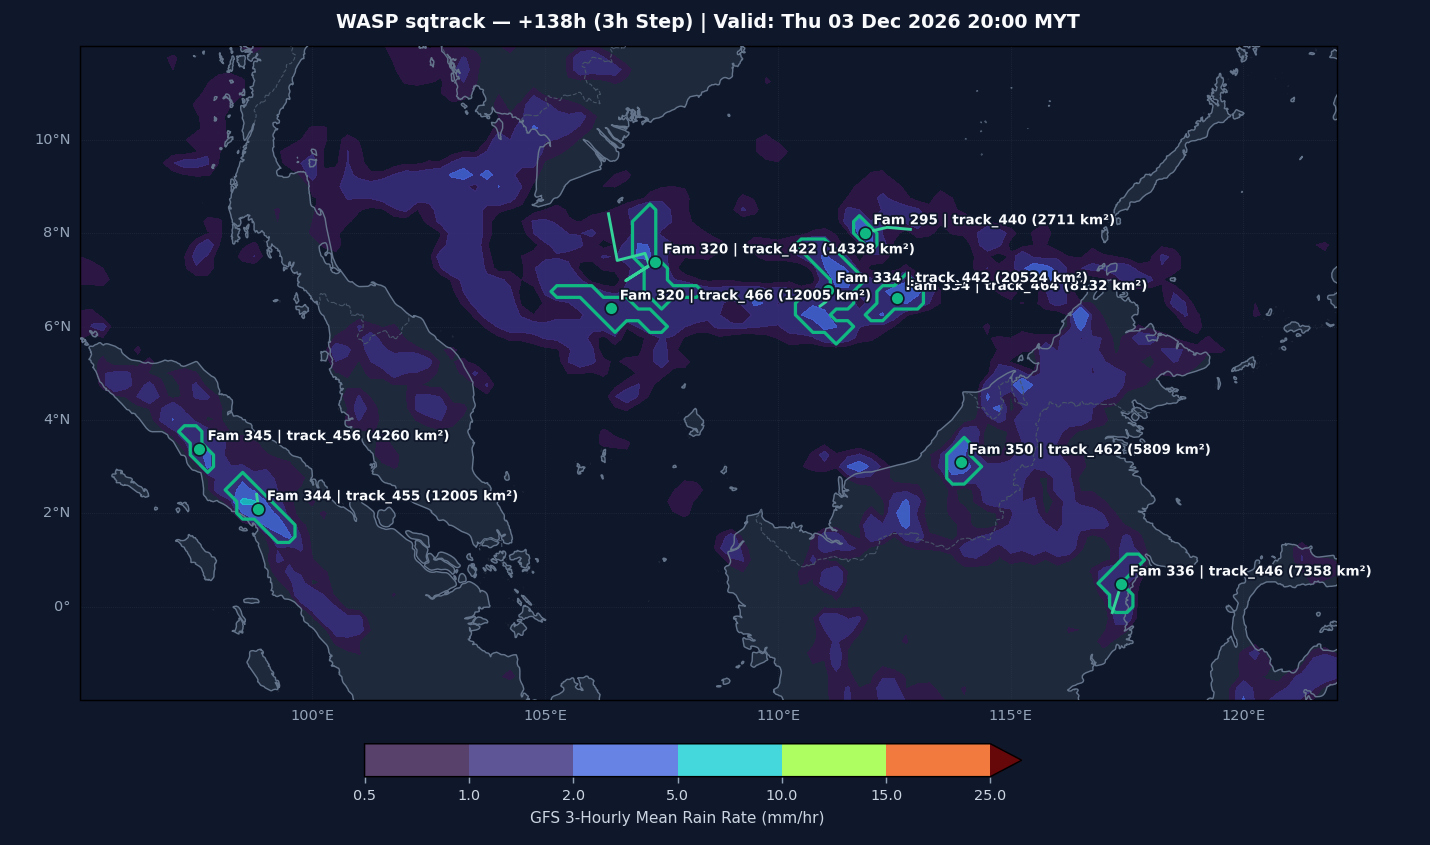 WASP sqtrack — +138h (3h Step) | Valid: Thu 03 Dec 2026 20:00 MYT
10°N
8°N
6°N
4°N
2°N
0°
Fam 295 | track_440 (2711 km²)
Fam 320 | track_422 (14328 km²)
Fam 334 | track_442 (20524 km²)
Fam 334 | track_464 (8132 km²)
Fam 320 | track_466 (12005 km²)
Fam 345 | track_456 (4260 km²)
Fam 350 | track_462 (5809 km²)
Fam 344 | track_455 (12005 km²)
Fam 336 | track_446 (7358 km²)
100°E 105°E 110°E 115°E 120°E
0.5 1.0 2.0 5.0 10.0 15.0 25.0
GFS 3-Hourly Mean Rain Rate (mm/hr)